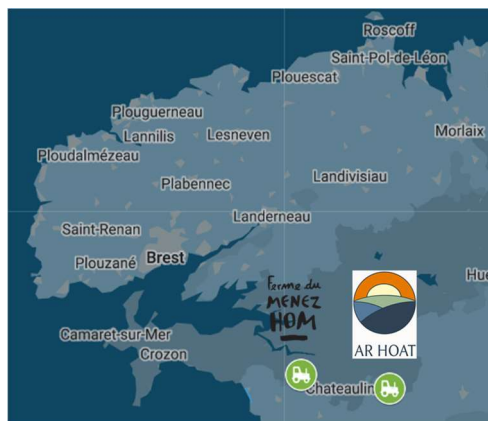 Roscoff
Saint-Pol-de-Léon
Plouescat
Plouguerneau
Lannilis
Lesneven
Morlaix
Ploudalmézeau
Plabennec
Landivisiau
Landerneau
Saint-Renan
Brest
Plouzané
Hue
Ferme du
MENEZ
HOM
Camaret-sur-Mer
AR HOAT
Crozon
Chateaulin